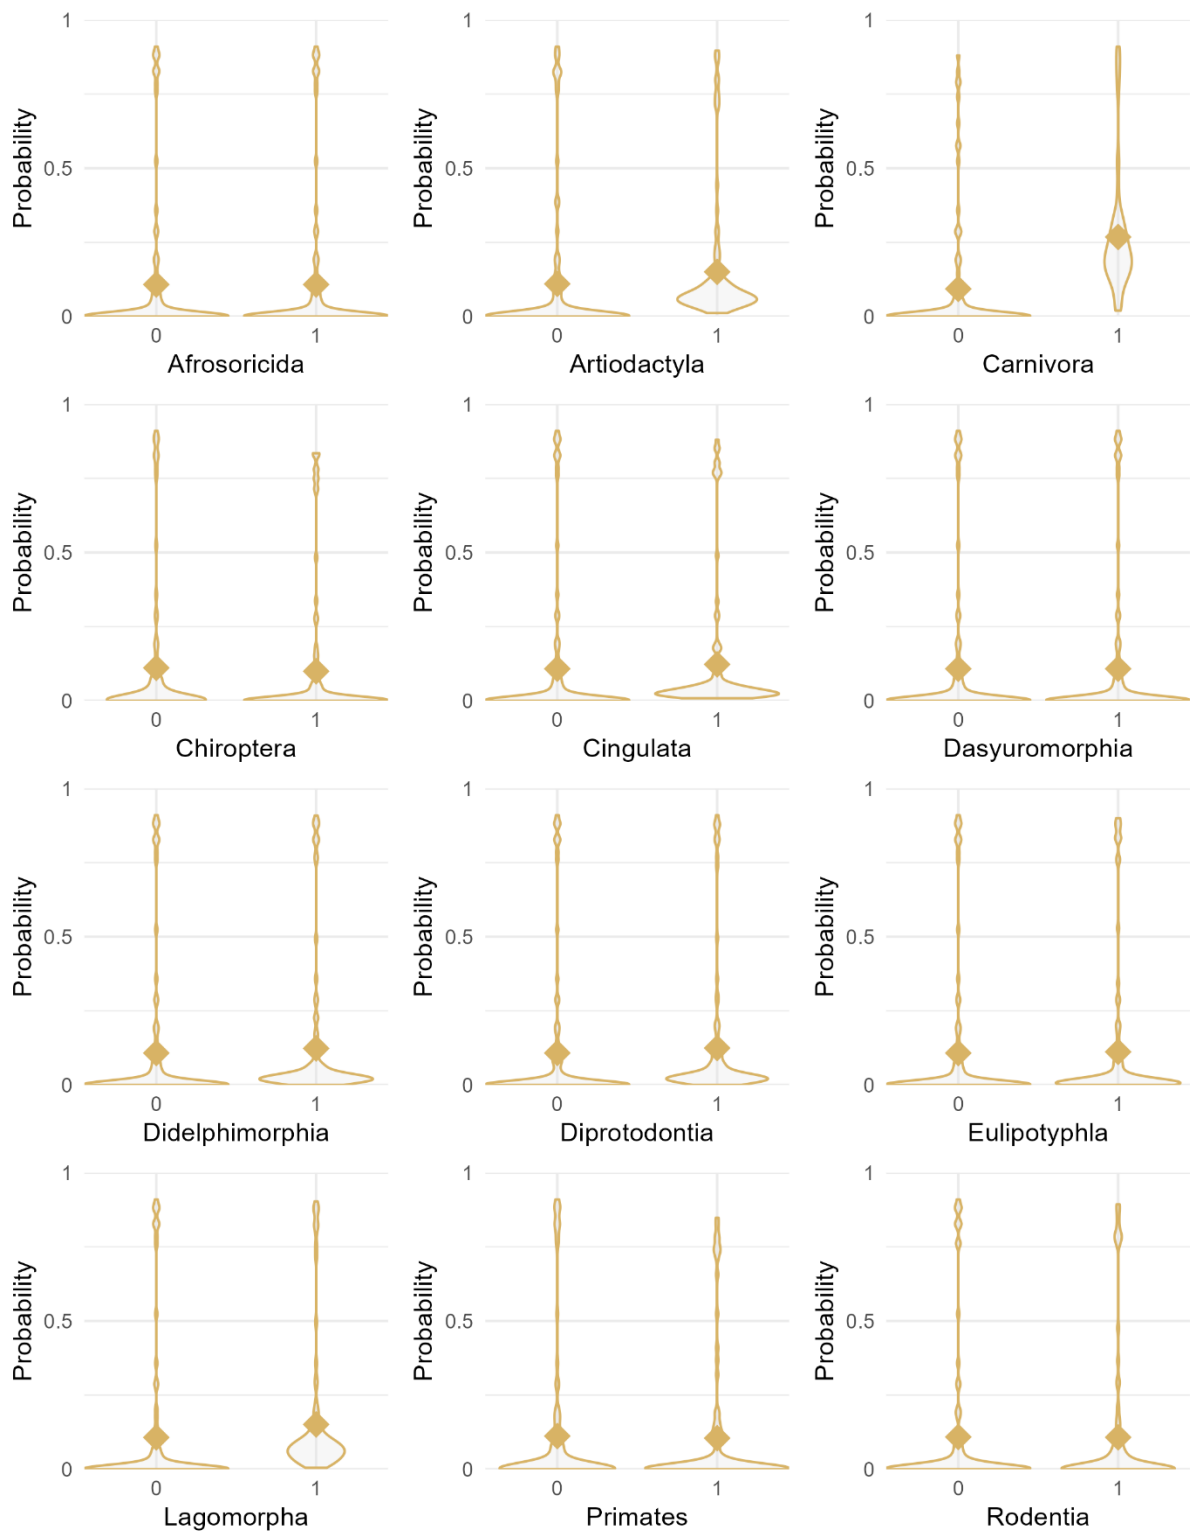 1
Probability
0.5
0
0 1
Afrosoricida
1
Probability
0.5
0
0 1
Artiodactyla
1
Probability
0.5
0
0 1
Carnivora
1
Probability
0.5
0
0 1
Chiroptera
1
Probability
0.5
0
0 1
Cingulata
1
Probability
0.5
0
0 1
Dasyuromorphia
1
Probability
0.5
0
0 1
Didelphimorphia
1
Probability
0.5
0
0 1
Diprotodontia
1
Probability
0.5
0
0 1
Eulipotyphla
1
Probability
0.5
0
0 1
Lagomorpha
1
Probability
0.5
0
0 1
Primates
1
Probability
0.5
0
0 1
Rodentia